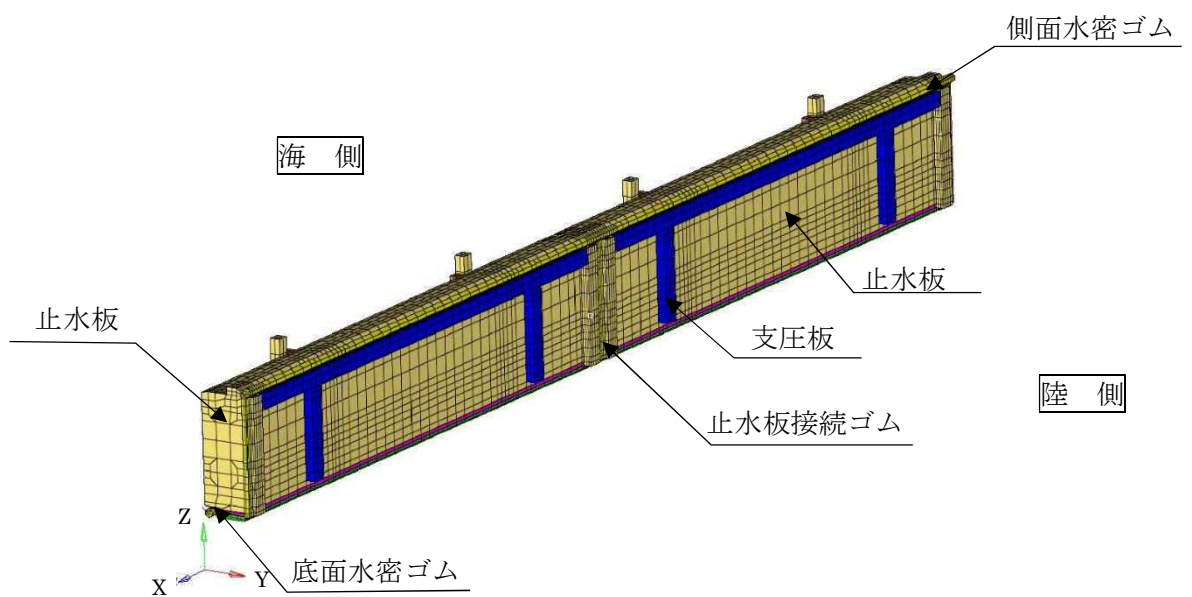 側面水密ゴム
海 側
止水板
止水板
支圧板
陸 側
止水板接続ゴム
Z
底面水密ゴム
X
Y